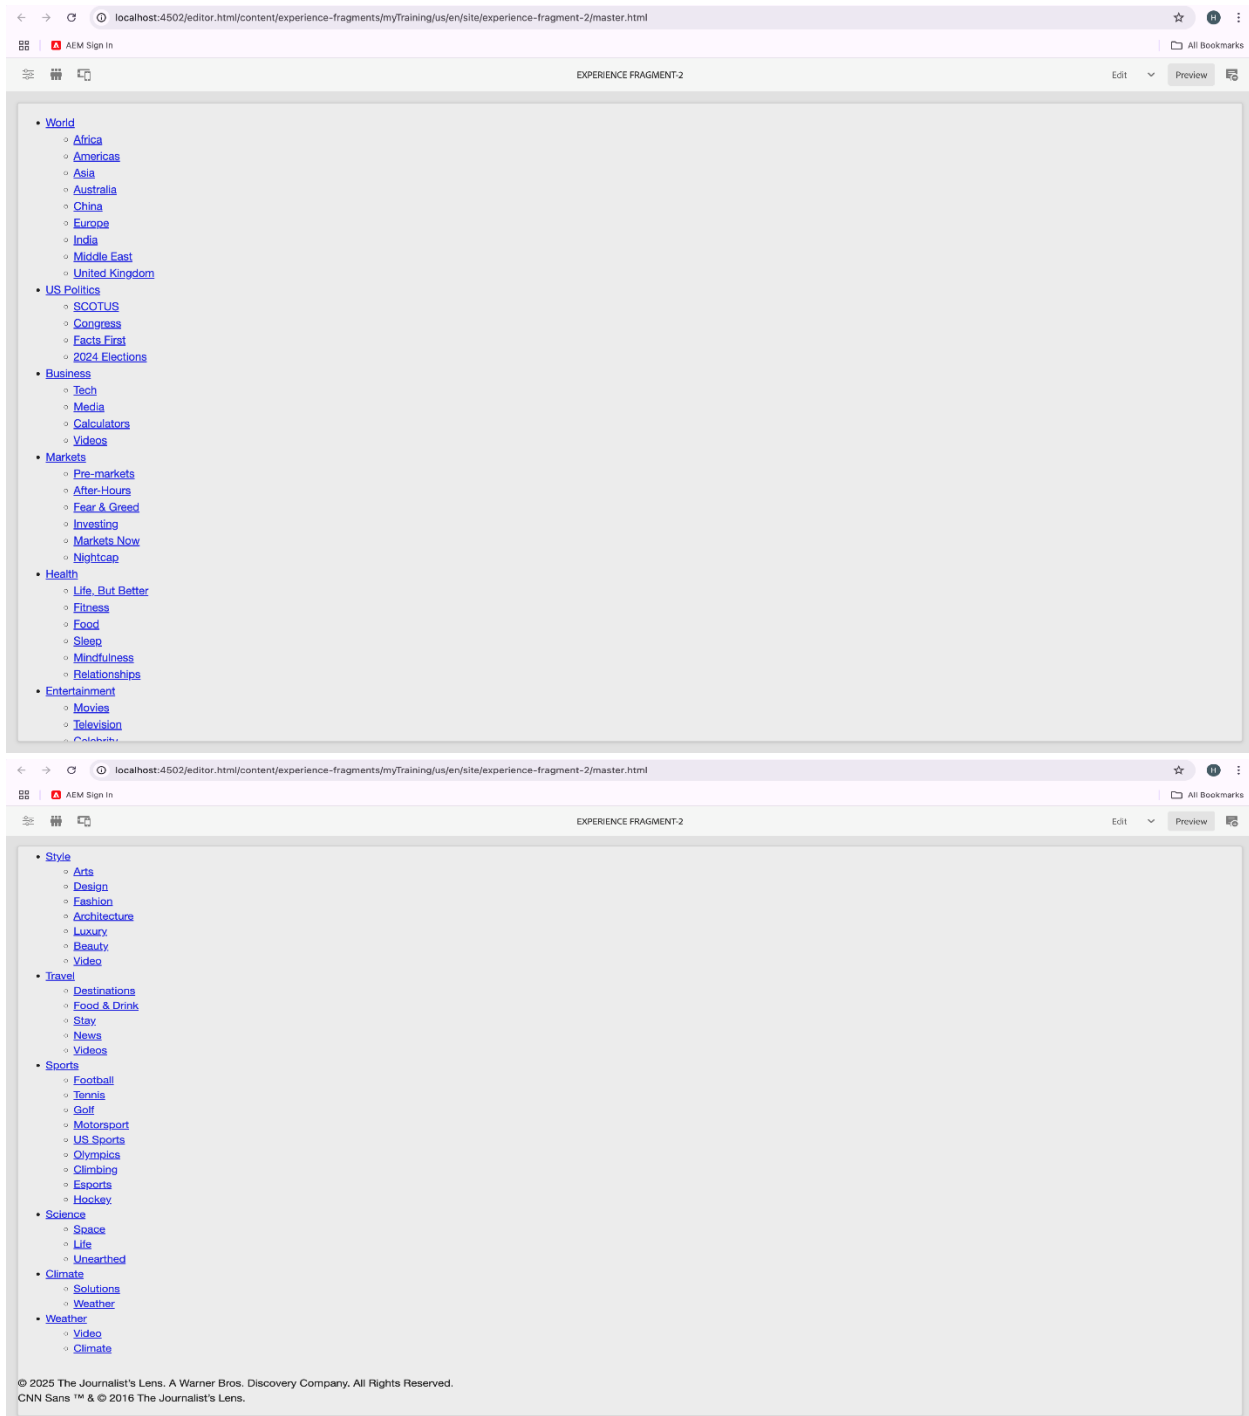 localhost:4502/editor.html/content/experience-fragments/myTraining/us/en/site/experience-fragment-2/master.html
H
AEM Sign In
All Bookmarks
EXPERIENCE FRAGMENT-2
Edit
Preview
World
Africa
Americas
Asia
Australia
China
Europe
India
Middle East
United Kingdom
US Politics
SCOTUS
Congress
Facts First
2024 Elections
Business
Tech
Media
Calculators
Videos
Markets
Pre-markets
After-Hours
Fear & Greed
Investing
Markets Now
Nightcap
Health
Life, But Better
Fitness
Food
Sleep
Mindfulness
Relationships
Entertainment
Movies
Television
Celebrity
localhost:4502/editor.html/content/experience-fragments/myTraining/us/en/site/experience-fragment-2/master.html
H
AEM Sign In
All Bookmarks
EXPERIENCE FRAGMENT-2
Edit
Preview
Style
Arts
Design
Fashion
Architecture
Luxury
Beauty
Video
Travel
Destinations
Food & Drink
Stay
News
Videos
Sports
Football
Tennis
Golf
Motorsport
US Sports
Olympics
Climbing
Esports
Hockey
Science
Space
Life
Unearthed
Climate
Solutions
Weather
Weather
Video
Climate
© 2025 The Journalist's Lens. A Warner Bros. Discovery Company. All Rights Reserved.
CNN Sans ™ & © 2016 The Journalist's Lens.